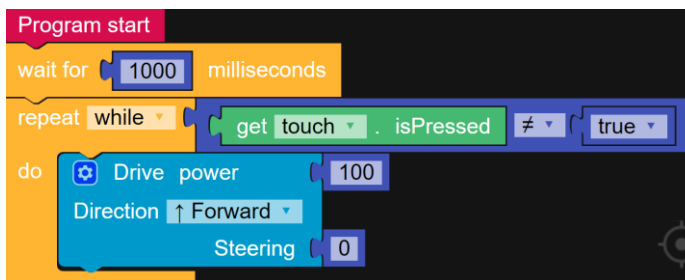 Program start
wait for 1000 milliseconds
repeat while get touch . isPressed ≠ true
do Drive power 100
Direction ↑ Forward
Steering 0